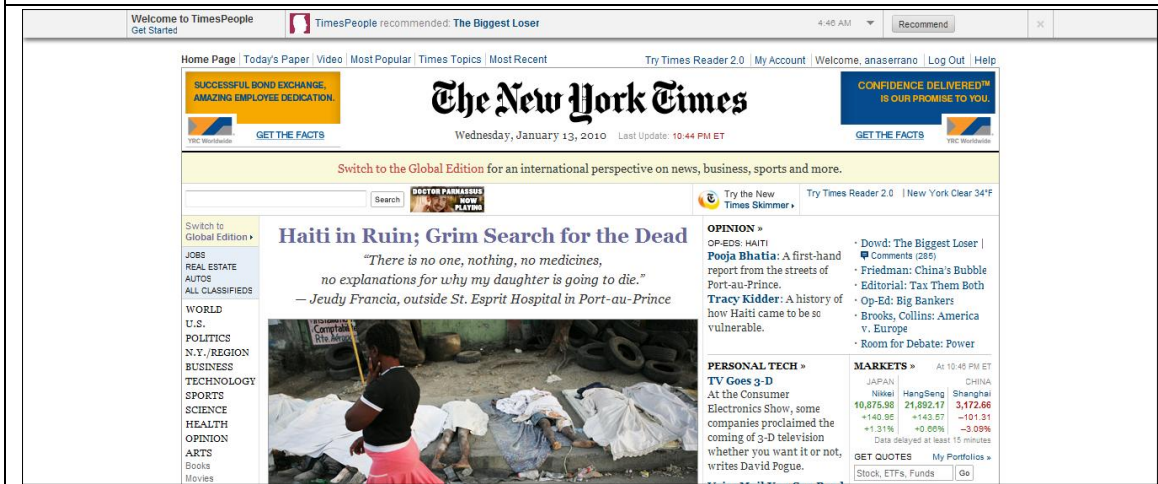 Welcome to TimesPeople
Get Started
TimesPeople recommended: The Biggest Loser
4:46 AM
Recommend
Home Page Today's Paper Video Most Popular Times Topics Most Recent
Try Times Reader 2.0 My Account Welcome, anaserrano Log Out Help
SUCCESSFUL BOND EXCHANGE,
AMAZING EMPLOYEE DEDICATION.
YRC Worldwide
GET THE FACTS
The New York Times
Wednesday, January 13, 2010 Last Update: 10:44 PM ET
CONFIDENCE DELIVERED™
IS OUR PROMISE TO YOU.
GET THE FACTS
YRC Worldwide
Switch to the Global Edition for an international perspective on news, business, sports and more.
Search
DOCTOR PARNASSUS
NOW
PLAYING
Try the New
Times Skimmer
Try Times Reader 2.0 | New York Clear 34°F
Switch to
Global Edition
JOBS
REAL ESTATE
AUTOS
ALL CLASSIFIEDS
WORLD
U.S.
POLITICS
N.Y./REGION
BUSINESS
TECHNOLOGY
SPORTS
SCIENCE
HEALTH
OPINION
ARTS
Books
Movies
Haiti in Ruin; Grim Search for the Dead
“There is no one, nothing, no medicines,
no explanations for why my daughter is going to die.”
— Jeudy Francia, outside St. Esprit Hospital in Port-au-Prince
Comptabi
Rte. Aérop
OPINION »
OP-EDS: HAITI
Pooja Bhatia: A first-hand
report from the streets of
Port-au-Prince.
Tracy Kidder: A history of
how Haiti came to be so
vulnerable.
· Dowd: The Biggest Loser |
Comments (285)
· Friedman: China's Bubble
· Editorial: Tax Them Both
· Op-Ed: Big Bankers
· Brooks, Collins: America
v. Europe
· Room for Debate: Power
PERSONAL TECH »
TV Goes 3-D
At the Consumer
Electronics Show, some
companies proclaimed the
coming of 3-D television
whether you want it or not,
writes David Pogue.
MARKETS » At 10:46 PM ET
JAPAN CHINA
Nikkei HangSeng Shanghai
10,875.98 21,892.17 3,172.66
+140.95 +143.57 −101.31
+1.31% +0.66% −3.09%
Data delayed at least 15 minutes
GET QUOTES My Portfolios »
Stock, ETFs, Funds Go